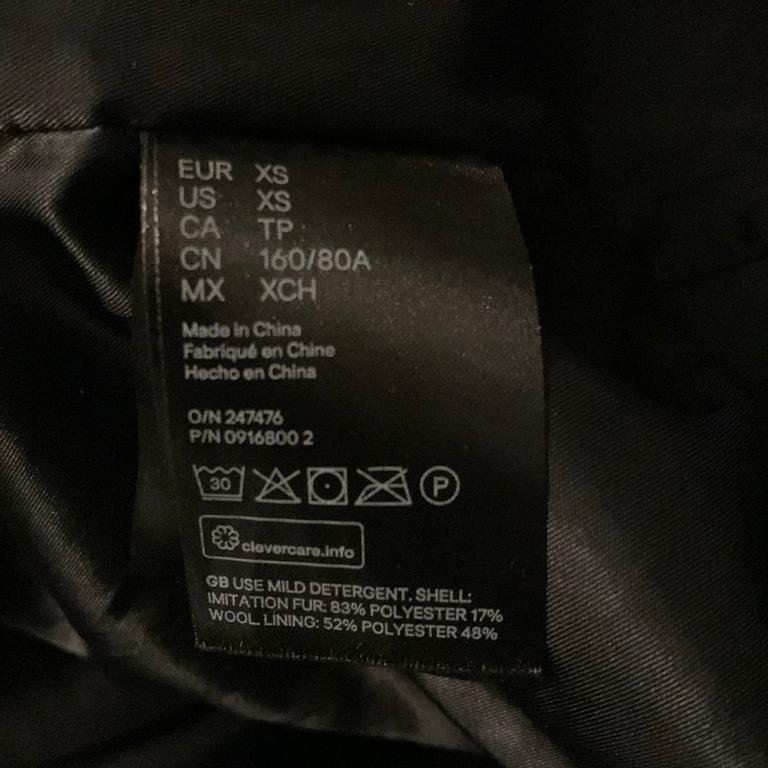 EUR XS
US XS
CA TP
CN 160/80A
MX XCH
Made in China
Fabriqué en Chine
Hecho en China
O/N 247476
P/N 0916800 2
30
P
clevercare.info
GB USE MILD DETERGENT. SHELL:
IMITATION FUR: 83% POLYESTER 17%
WOOL. LINING: 52% POLYESTER 48%